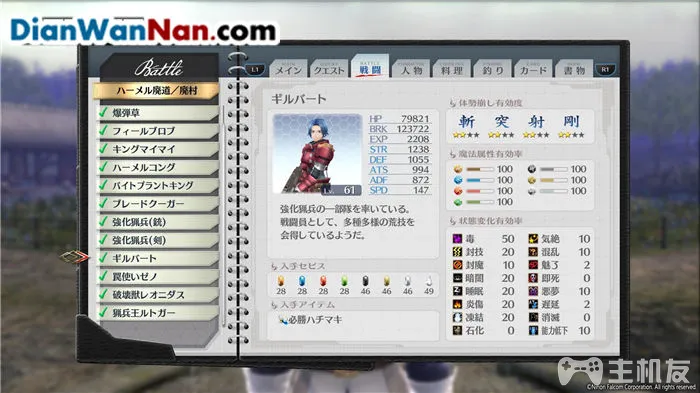 DianWanNan.com
Battle
L1
メイン
クエスト
BATTLE
戦闘
人物
料理
釣り
カード
書物
R1
ハーメル廃道／廃村
爆弾草
フィールプロブ
キングマイマイ
ハーメルコング
バイトプラントキング
ブレードクーガー
強化猟兵(銃)
強化猟兵(剣)
ギルバート
罠使いゼノ
破壊獣レオニダス
猟兵王ルトガー
ギルバート
Lv. 61
HP 79821
BRK 123722
EXP 2208
STR 1238
DEF 1055
ATS 994
ADF 872
SPD 147
強化猟兵の一部隊を率いている。
戦闘員として、多種多様の荒技を
会得しているようだ。
入手セピス
28 28 28 28 46 46 46 49
入手アイテム
必勝ハチマキ
体勢崩し有効度
斬 突 射 剛
魔法属性有効率
100 100
100 100
100 100
100
状態変化有効率
毒 50 気絶 10
封技 20 混乱 10
封魔 10 魅了 2
暗闇 20 即死 0
睡眠 20 悪夢 10
炎傷 20 遅延 2
凍結 20 消滅 0
石化 0 能力低下 10
主机友
©Nihon Falcom Corporation. All rights reserved.